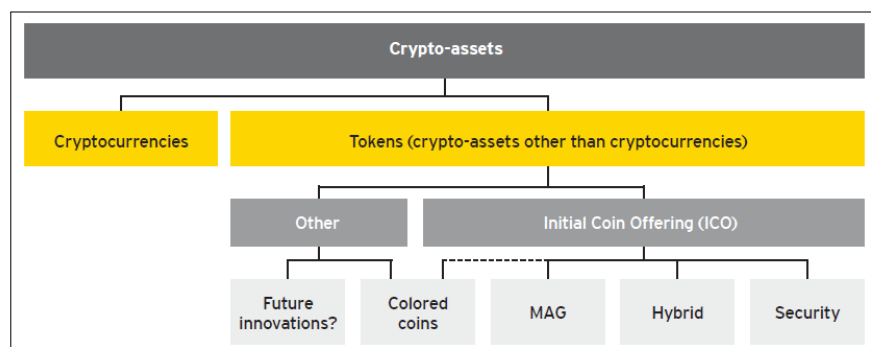 Crypto-assets
Cryptocurrencies
Tokens (crypto-assets other than cryptocurrencies)
Other
Initial Coin Offering (ICO)
Future
innovations?
Colored
coins
MAG
Hybrid
Security